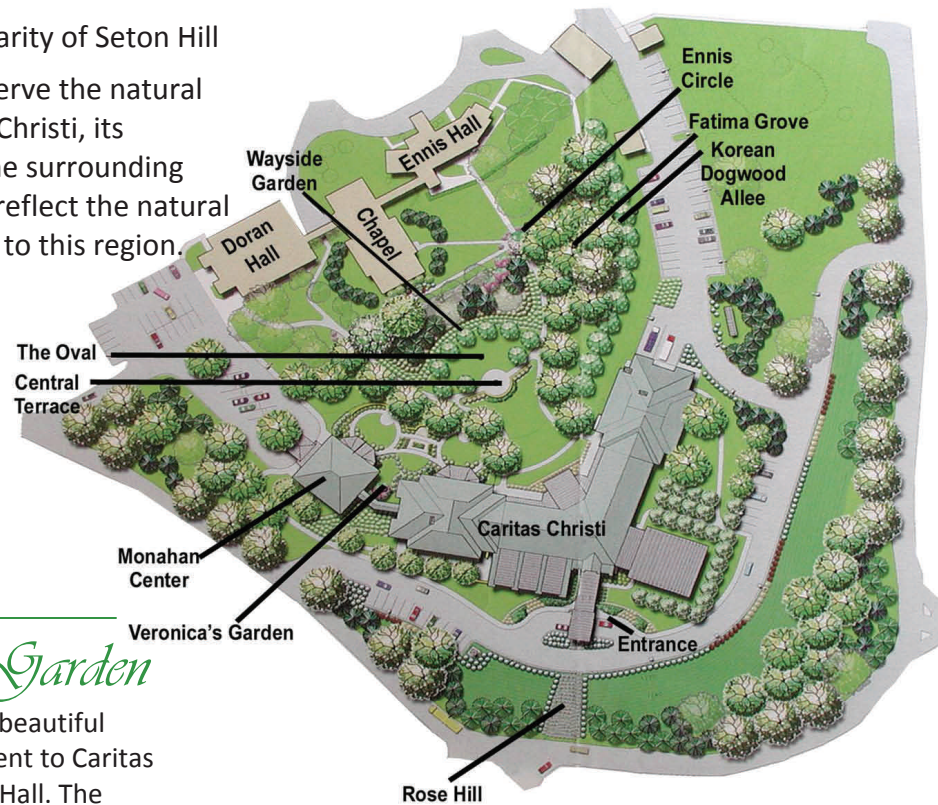 arity of Seton Hill
erve the natural
Christi, its
e surrounding
reflect the natural
to this region.
Ennis
Circle
Fatima Grove
Korean
Dogwood
Allee
Wayside
Garden
Ennis Hall
Chapel
Doran
Hall
The Oval
Central
Terrace
Caritas Christi
Monahan
Center
Veronica's Garden
Entrance
Rose Hill
Garden
beautiful
ent to Caritas
Hall. The